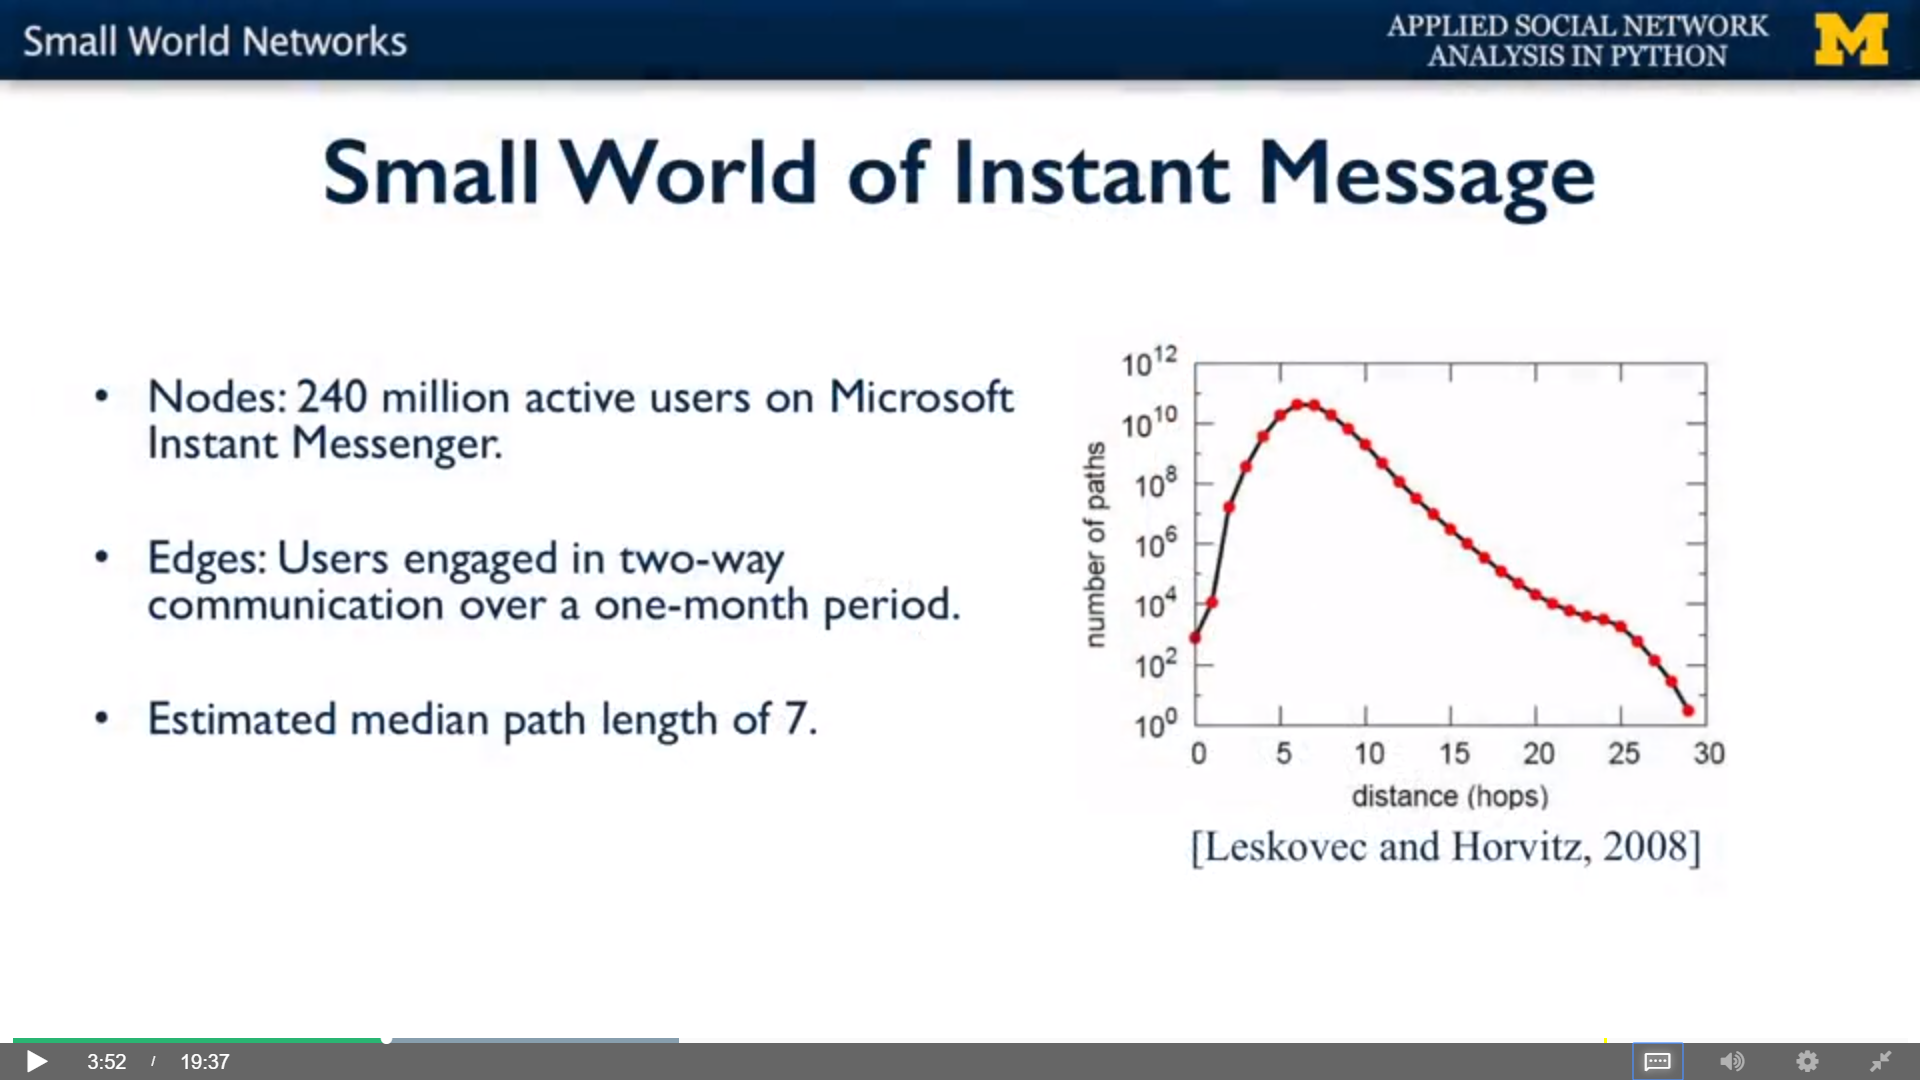 Small World Networks
APPLIED SOCIAL NETWORK
ANALYSIS IN PYTHON
M
Small World of Instant Message
• Nodes: 240 million active users on Microsoft
Instant Messenger.
• Edges: Users engaged in two-way
communication over a one-month period.
• Estimated median path length of 7.
number of paths
10^12
10^10
10^8
10^6
10^4
10^2
10^0
0 5 10 15 20 25 30
distance (hops)
[Leskovec and Horvitz, 2008]
3:52 / 19:37